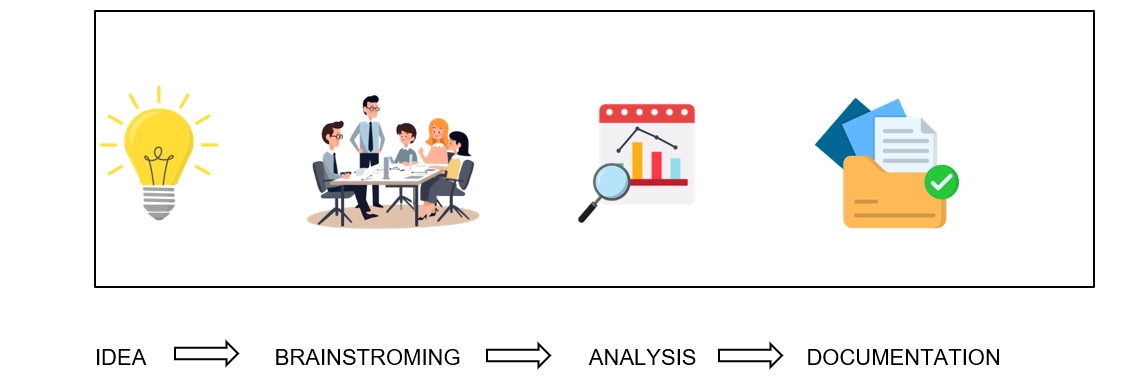 IDEA BRAINSTROMING ANALYSIS DOCUMENTATION